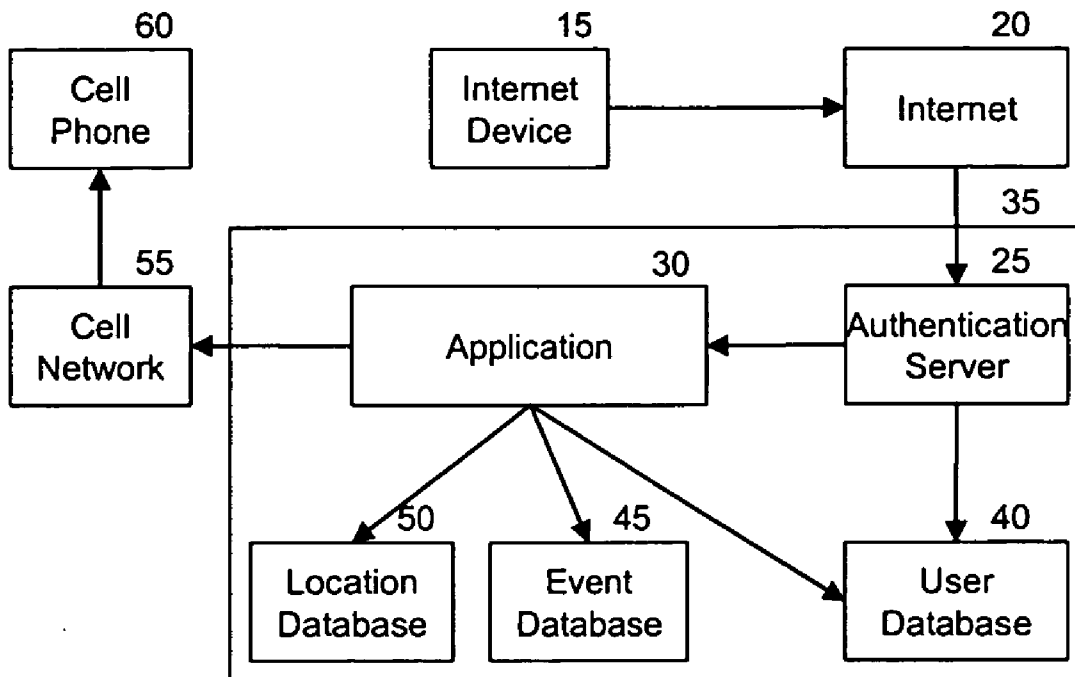 60
15
20
Cell
Phone
Internet
Device
Internet
35
55
30
25
Cell
Network
Application
Authentication
Server
50
45
40
Location
Database
Event
Database
User
Database